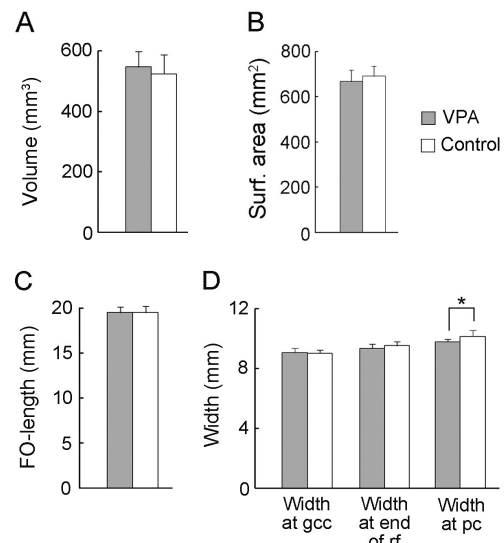 A
Volume (mm³)
600
400
200
0
B
Surf. area (mm²)
800
600
400
200
0
VPA
Control
C
FO-length (mm)
20
15
10
5
0
D
Width (mm)
12
8
4
0
*
Width
at gcc
Width
at end
of rf
Width
at pc